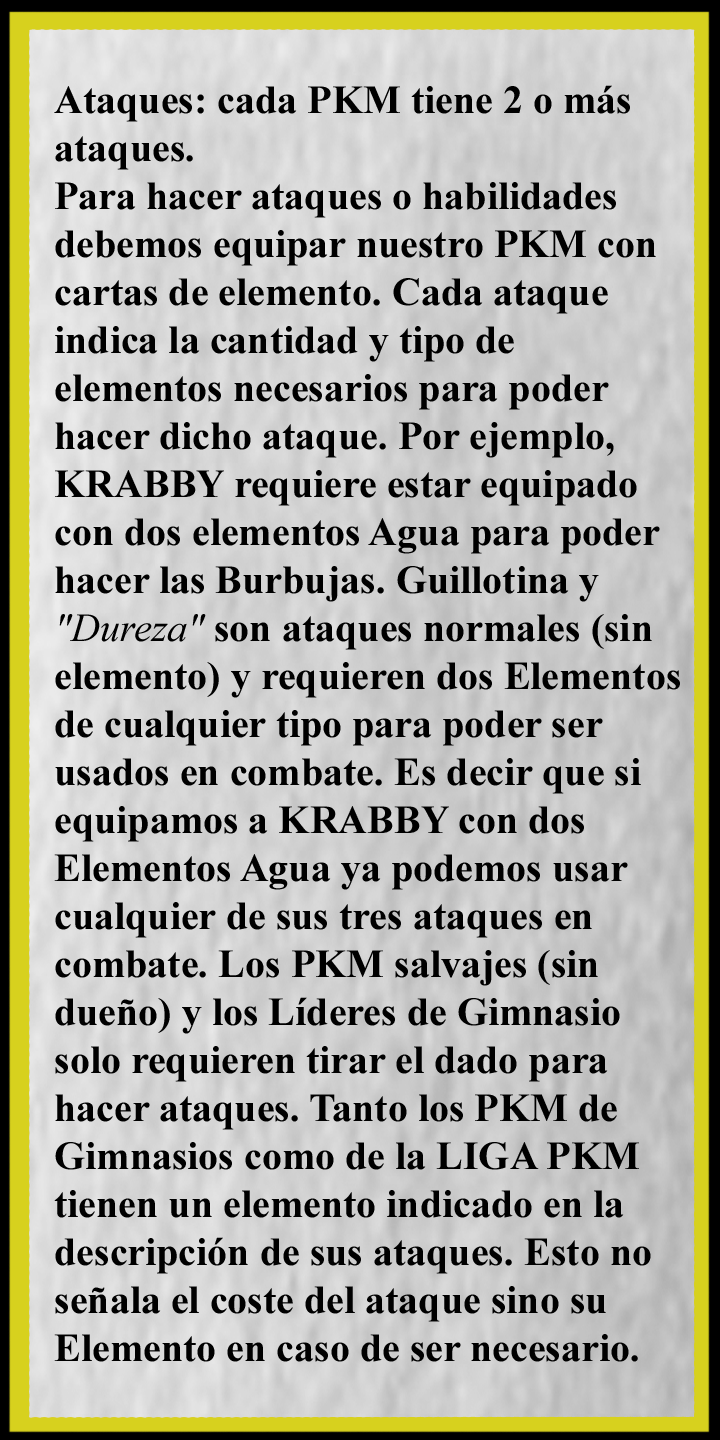 Ataques: cada PKM tiene 2 o más
ataques.
Para hacer ataques o habilidades
debemos equipar nuestro PKM con
cartas de elemento. Cada ataque
indica la cantidad y tipo de
elementos necesarios para poder
hacer dicho ataque. Por ejemplo,
KRABBY requiere estar equipado
con dos elementos Agua para poder
hacer las Burbujas. Guillotina y
"Dureza" son ataques normales (sin
elemento) y requieren dos Elementos
de cualquier tipo para poder ser
usados en combate. Es decir que si
equipamos a KRABBY con dos
Elementos Agua ya podemos usar
cualquier de sus tres ataques en
combate. Los PKM salvajes (sin
dueño) y los Líderes de Gimnasio
solo requieren tirar el dado para
hacer ataques. Tanto los PKM de
Gimnasios como de la LIGA PKM
tienen un elemento indicado en la
descripción de sus ataques. Esto no
señala el coste del ataque sino su
Elemento en caso de ser necesario.